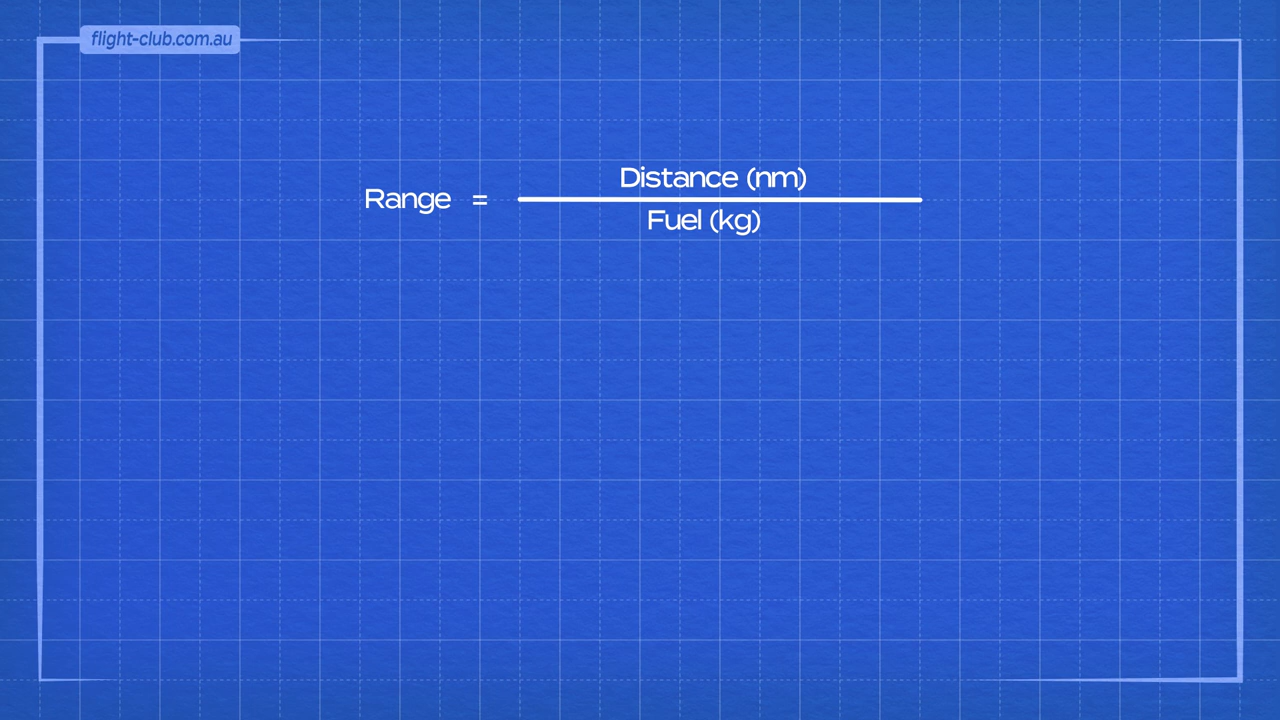 flight-club.com.au
Distance (nm)
Range =
Fuel (kg)